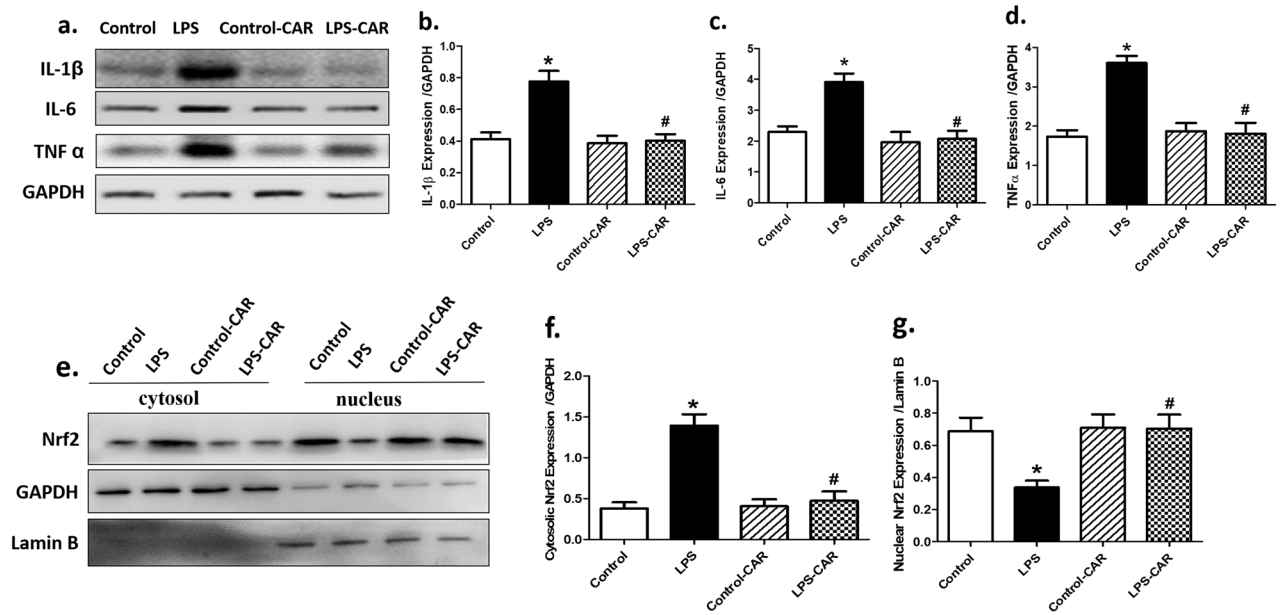 a.
Control LPS Control-CAR LPS-CAR
IL-1β
IL-6
TNF α
GAPDH
b.
IL-1β Expression /GAPDH
0.8
0.6
0.4
0.2
0.0
*
#
Control
LPS
Control-CAR
LPS-CAR
c.
IL-6 Expression /GAPDH
5
4
3
2
1
0
*
#
Control
LPS
Control-CAR
LPS-CAR
d.
TNFα Expression /GAPDH
4
3
2
1
0
*
#
Control
LPS
Control-CAR
LPS-CAR
e.
Control LPS Control-CAR LPS-CAR Control LPS Control-CAR LPS-CAR
cytosol nucleus
Nrf2
GAPDH
Lamin B
f.
Cytosolic Nrf2 Expression /GAPDH
2.0
1.5
1.0
0.5
0.0
*
#
Control
LPS
Control-CAR
LPS-CAR
g.
Nuclear Nrf2 Expression /Lamin B
1.0
0.8
0.6
0.4
0.2
0.0
*
#
Control
LPS
Control-CAR
LPS-CAR